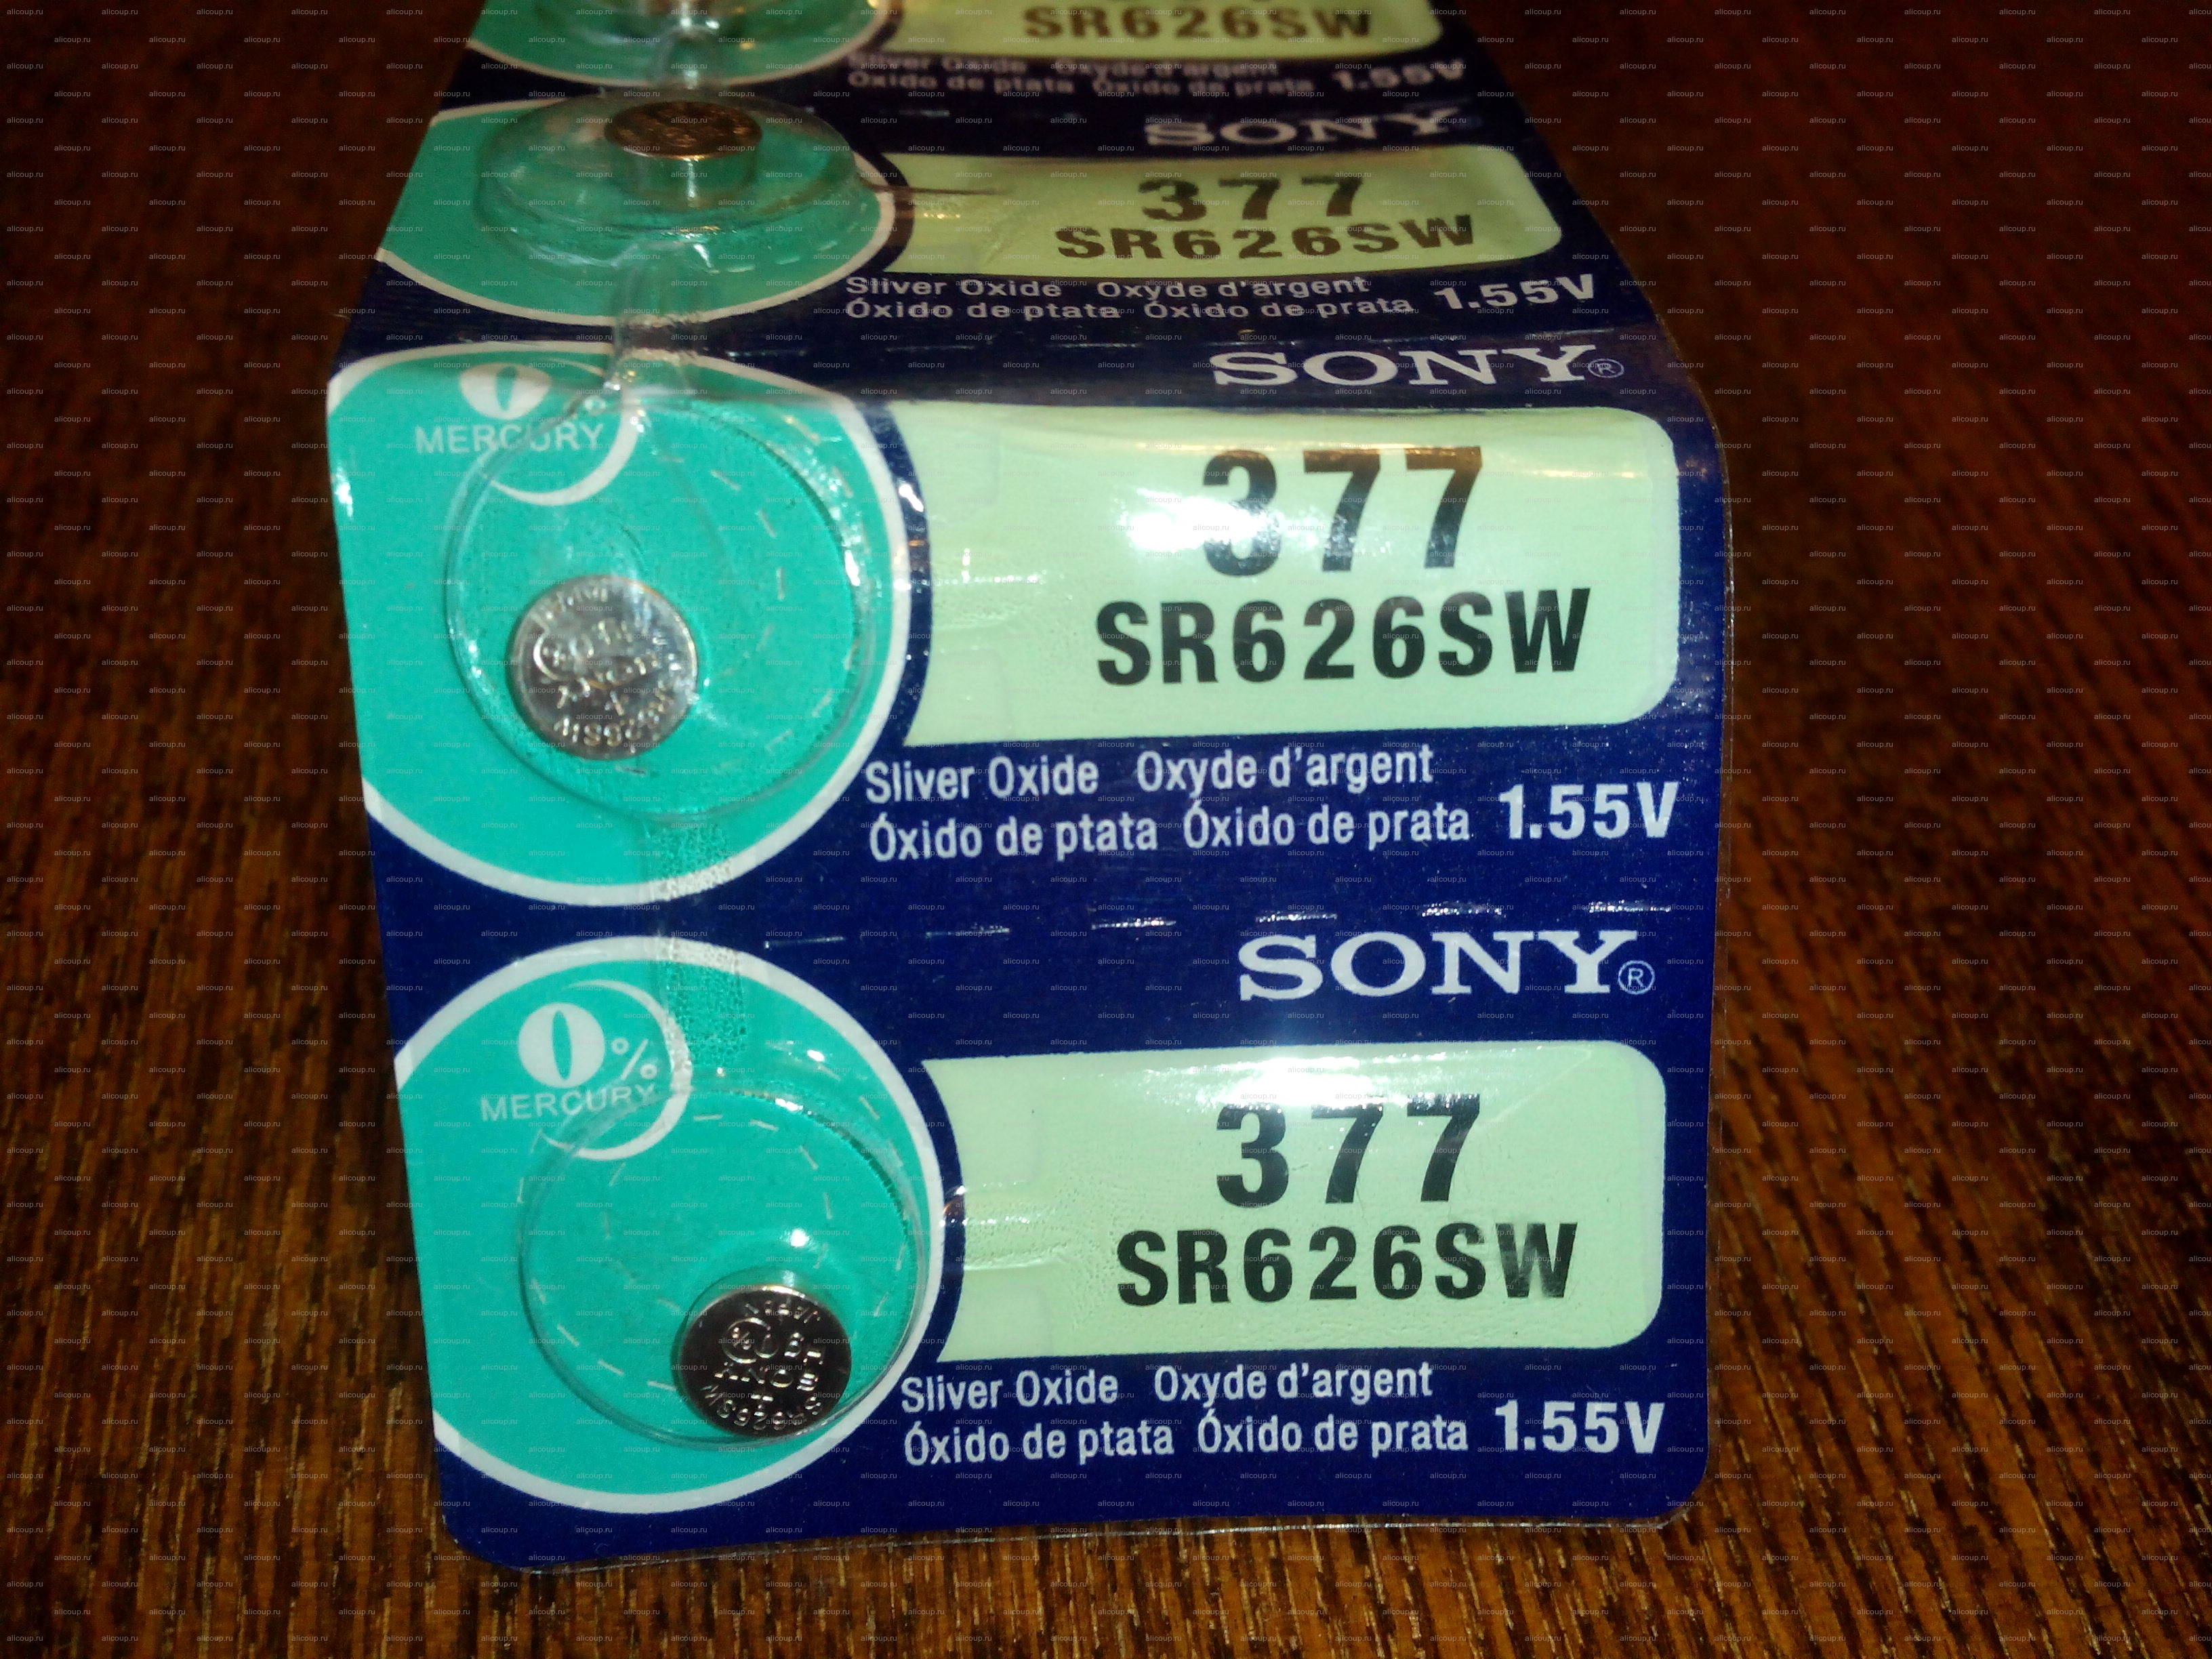 SR626SW
Sliver Oxide Oxyde d'argent
Óxido de ptata Óxido de prata 1.55V
SONY
377
SR626SW
Sliver Oxide Oxyde d'argent
Óxido de ptata Óxido de prata 1.55V
SONY®
0%
MERCURY
377
SR626SW
Sliver Oxide Oxyde d'argent
Óxido de ptata Óxido de prata 1.55V
SONY®
0%
MERCURY
377
SR626SW
Sliver Oxide Oxyde d'argent
Óxido de ptata Óxido de prata 1.55V
alicoup.ru